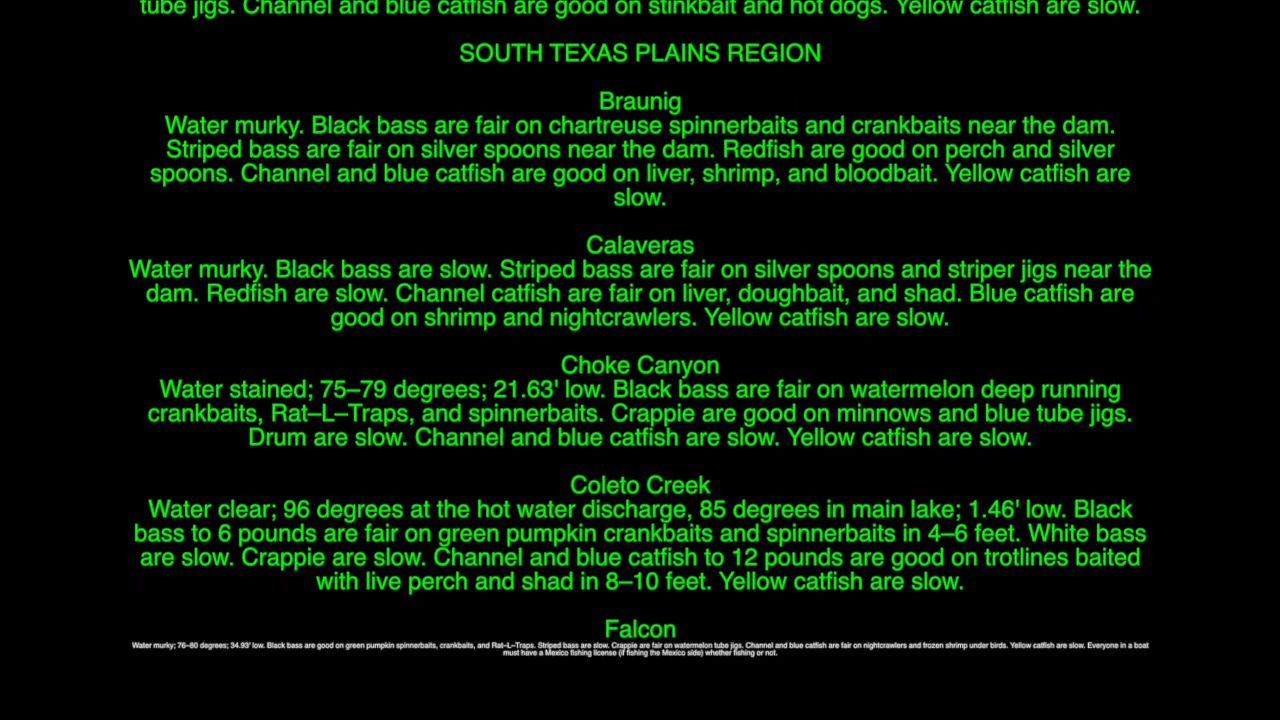 tube jigs. Channel and blue catfish are good on stinkbait and hot dogs. Yellow catfish are slow.
SOUTH TEXAS PLAINS REGION
Braunig
Water murky. Black bass are fair on chartreuse spinnerbaits and crankbaits near the dam.
Striped bass are fair on silver spoons near the dam. Redfish are good on perch and silver
spoons. Channel and blue catfish are good on liver, shrimp, and bloodbait. Yellow catfish are
slow.
Calaveras
Water murky. Black bass are slow. Striped bass are fair on silver spoons and striper jigs near the
dam. Redfish are slow. Channel catfish are fair on liver, doughbait, and shad. Blue catfish are
good on shrimp and nightcrawlers. Yellow catfish are slow.
Choke Canyon
Water stained; 75–79 degrees; 21.63' low. Black bass are fair on watermelon deep running
crankbaits, Rat–L–Traps, and spinnerbaits. Crappie are good on minnows and blue tube jigs.
Drum are slow. Channel and blue catfish are slow. Yellow catfish are slow.
Coleto Creek
Water clear; 96 degrees at the hot water discharge, 85 degrees in main lake; 1.46' low. Black
bass to 6 pounds are fair on green pumpkin crankbaits and spinnerbaits in 4–6 feet. White bass
are slow. Crappie are slow. Channel and blue catfish to 12 pounds are good on trotlines baited
with live perch and shad in 8–10 feet. Yellow catfish are slow.
Falcon
Water murky; 76–80 degrees; 34.93' low. Black bass are good on green pumpkin spinnerbaits, crankbaits, and Rat–L–Traps. Striped bass are slow. Crappie are fair on watermelon tube jigs. Channel and blue catfish are fair on nightcrawlers and frozen shrimp under birds. Yellow catfish are slow. Everyone in a boat
must have a Mexico fishing license (if fishing the Mexico side) whether fishing or not.